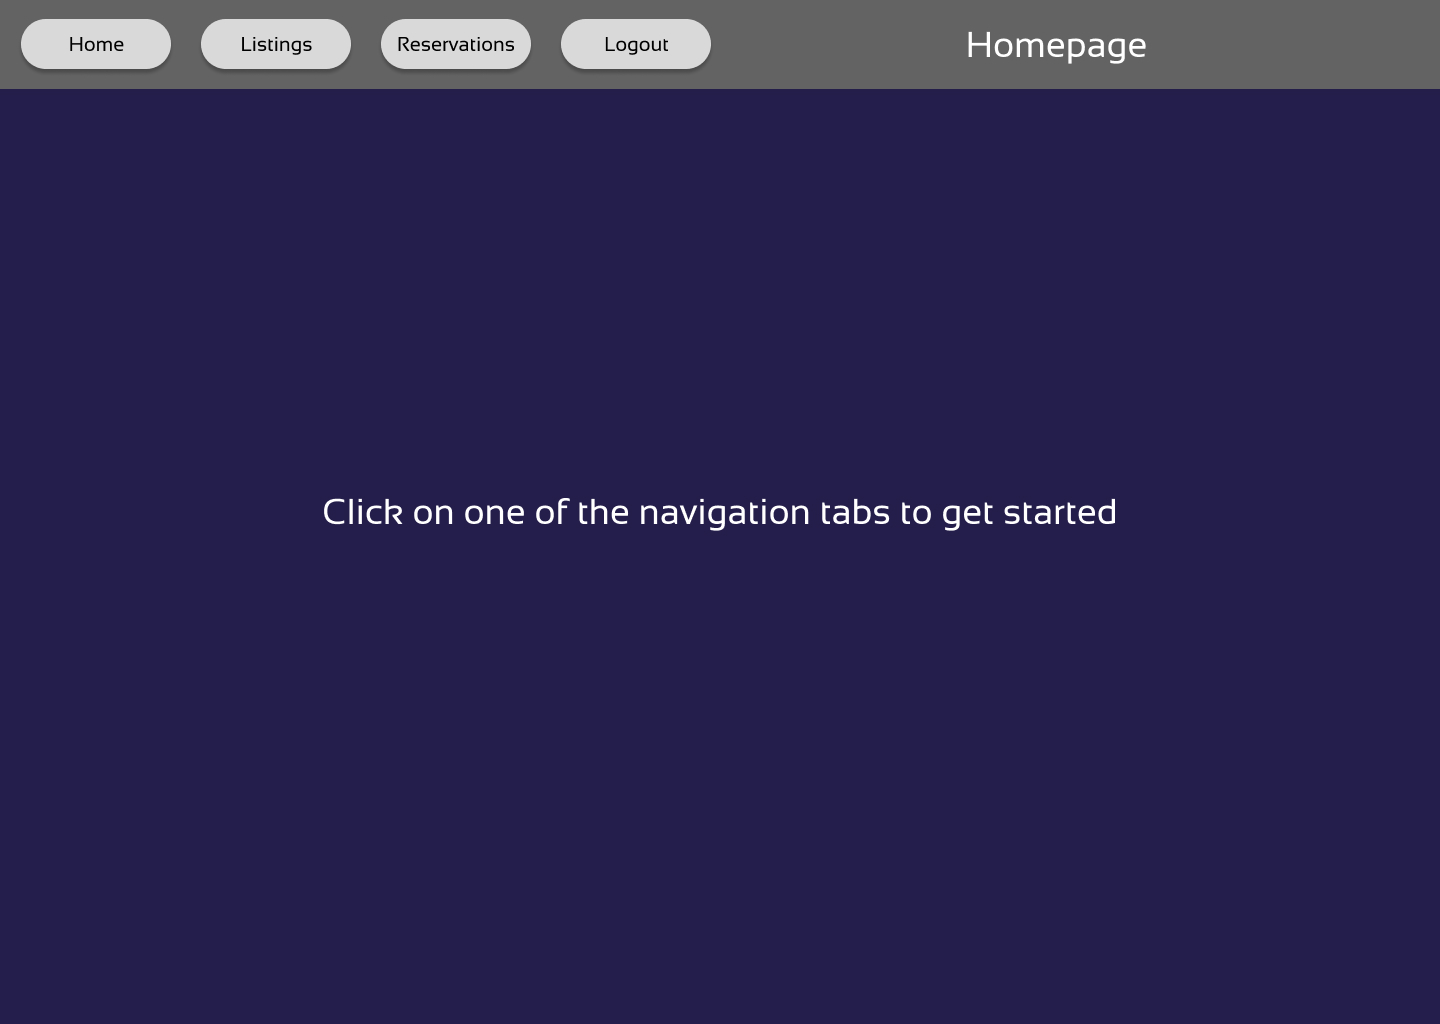 Home
Listings
Reservations
Logout
Homepage
Click on one of the navigation tabs to get started